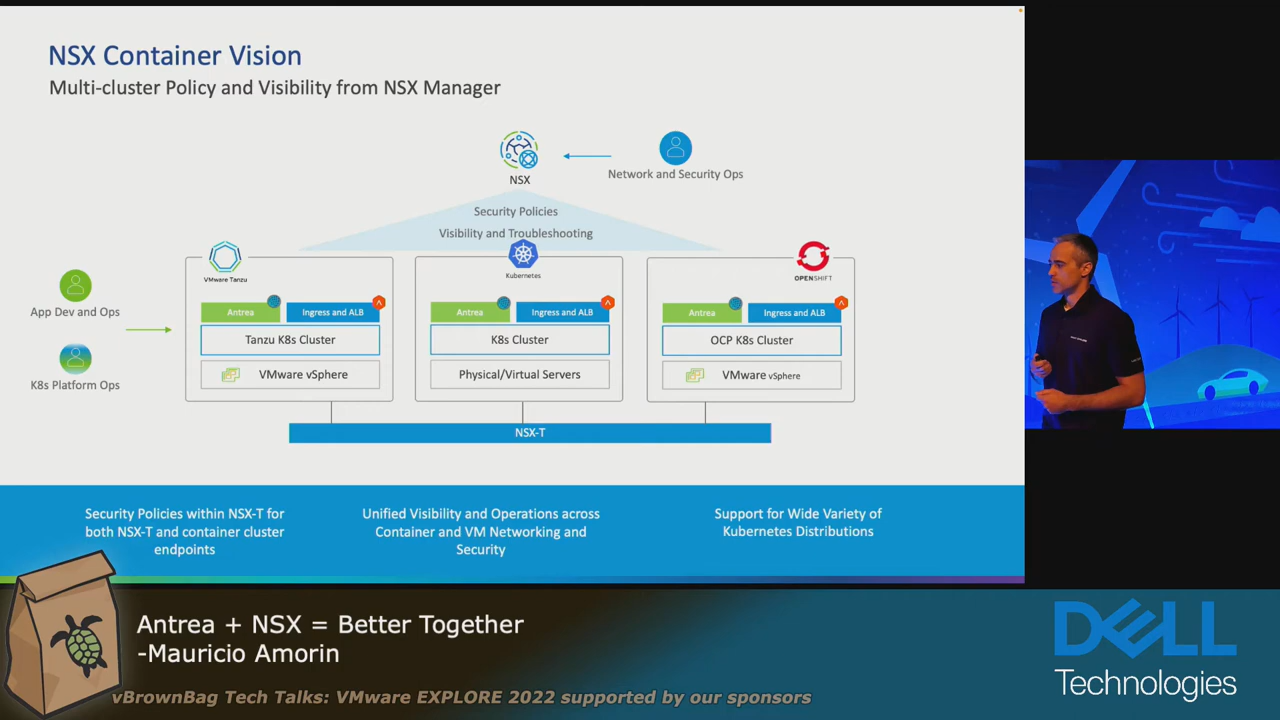 NSX Container Vision
Multi-cluster Policy and Visibility from NSX Manager
NSX
Network and Security Ops
Security Policies
Visibility and Troubleshooting
VMware Tanzu
Kubernetes
OPENSHIFT
App Dev and Ops
K8s Platform Ops
Antrea
Ingress and ALB
Antrea
Ingress and ALB
Antrea
Ingress and ALB
Tanzu K8s Cluster
K8s Cluster
OCP K8s Cluster
VMware vSphere
Physical/Virtual Servers
VMware vSphere
NSX-T
Security Policies within NSX-T for
both NSX-T and container cluster
endpoints
Unified Visibility and Operations across
Container and VM Networking and
Security
Support for Wide Variety of
Kubernetes Distributions
Antrea + NSX = Better Together
-Mauricio Amorin
vBrownBag Tech Talks: VMware EXPLORE 2022 supported by our sponsors
DELL
Technologies